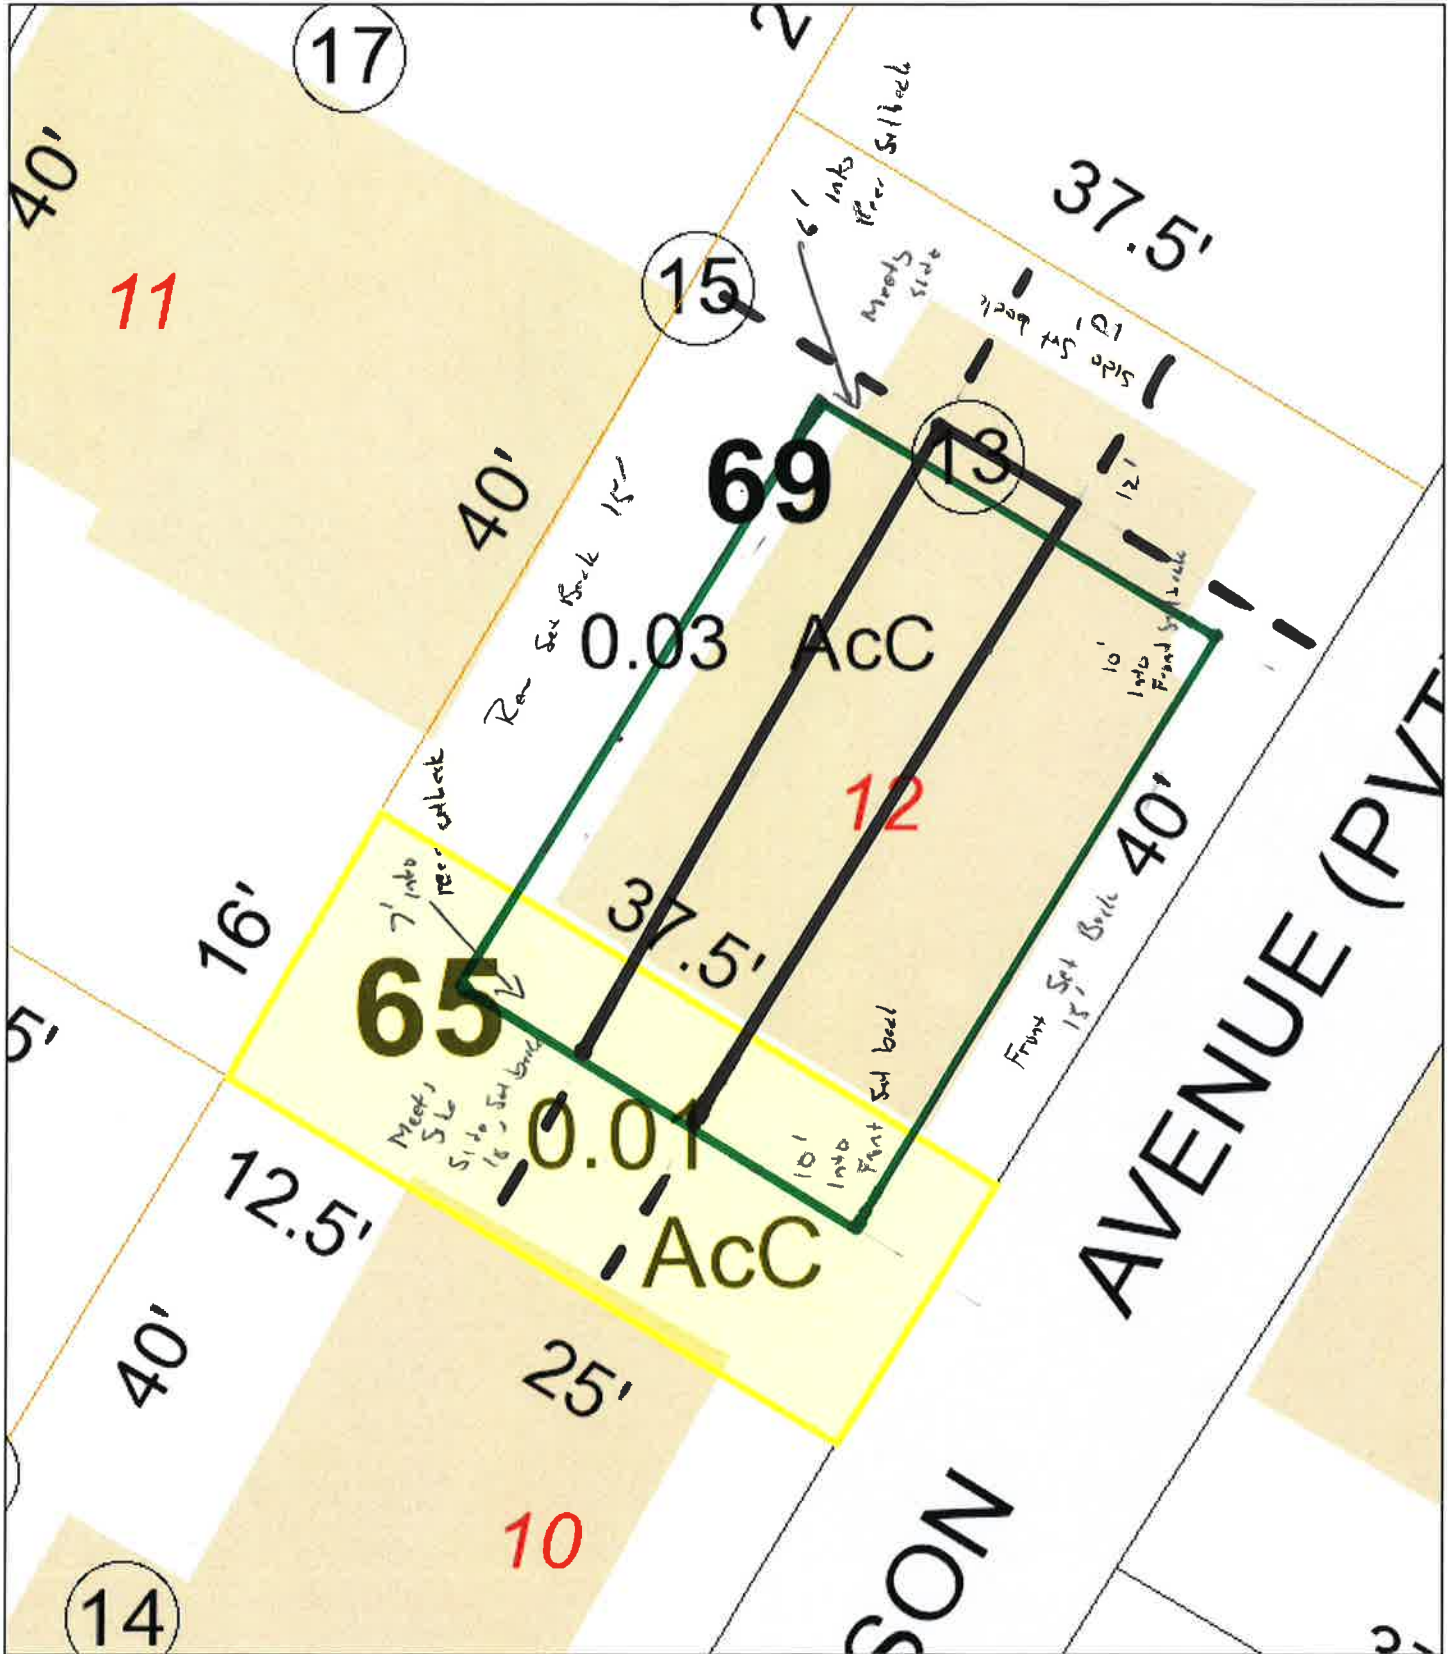 17
2
40'
6'
Into
Rear Setback
37.5'
11
15
Meets
side
10'
Side Set back
13
12'
69
40'
Rear Set Back 15'
0.03 AcC
10'
Into
Front Setback
12
40'
7' into
rear setback
37.5'
16'
65
5'
Front Set Back
15'
AVENUE (PVT
Meets
Side Set back
0.01
AcC
10'
Into
Front Set back
12.5'
40'
25'
10
SON
14